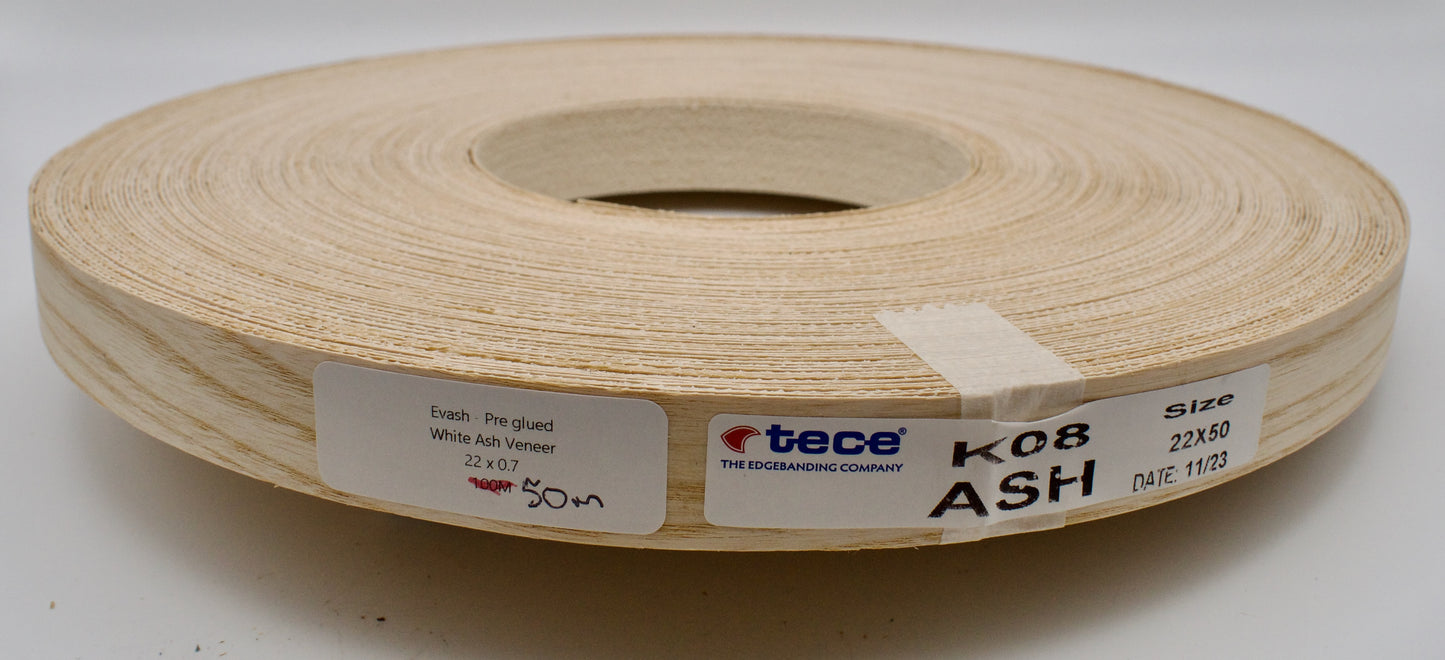 Evash - Pre glued
White Ash Veneer
22 x 0.7
100M 50m
tece®
THE EDGEBANDING COMPANY
K08
ASH
Size
22X50
DATE: 11/23